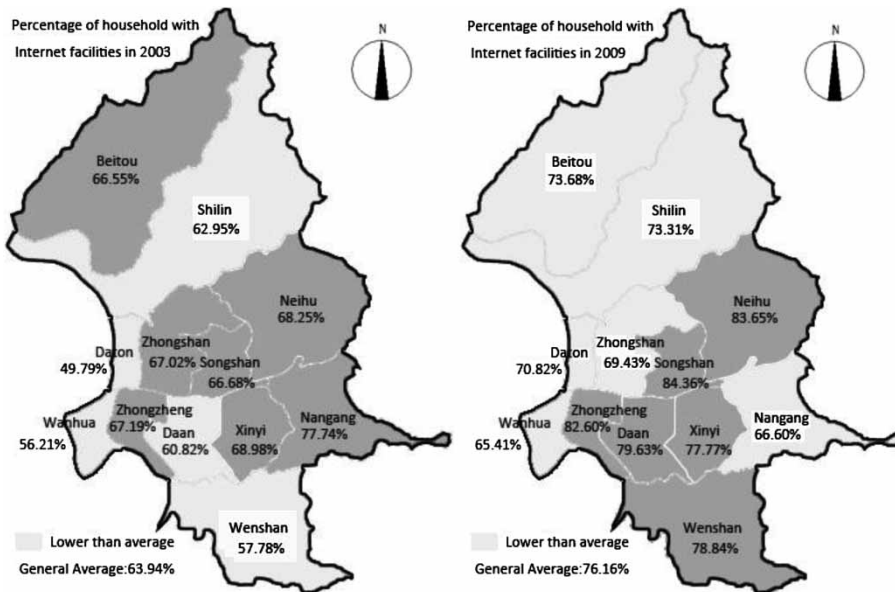 Percentage of household with
Internet facilities in 2003
N
Beitou
66.55%
Shilin
62.95%
Neihu
68.25%
Zhongshan
67.02%
Daton
49.79%
Songshan
66.68%
Wanhua
56.21%
Zhongzheng
67.19%
Daan
60.82%
Xinyi
68.98%
Nangang
77.74%
Wenshan
57.78%
Lower than average
General Average:63.94%
Percentage of household with
Internet facilities in 2009
N
Beitou
73.68%
Shilin
73.31%
Neihu
83.65%
Zhongshan
69.43%
Daton
70.82%
Songshan
84.36%
Wanhua
65.41%
Zhongzheng
82.60%
Daan
79.63%
Xinyi
77.77%
Nangang
66.60%
Wenshan
78.84%
Lower than average
General Average:76.16%